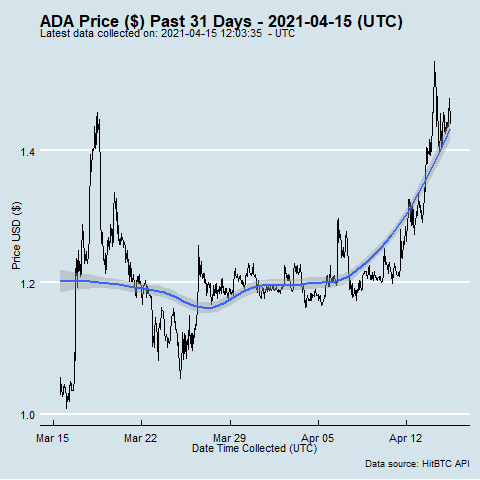 ADA Price ($) Past 31 Days - 2021-04-15 (UTC)
Latest data collected on: 2021-04-15 12:03:35 - UTC
Price USD ($)
1.4
1.2
1.0
Mar 15 Mar 22 Mar 29 Apr 05 Apr 12
Date Time Collected (UTC)
Data source: HitBTC API